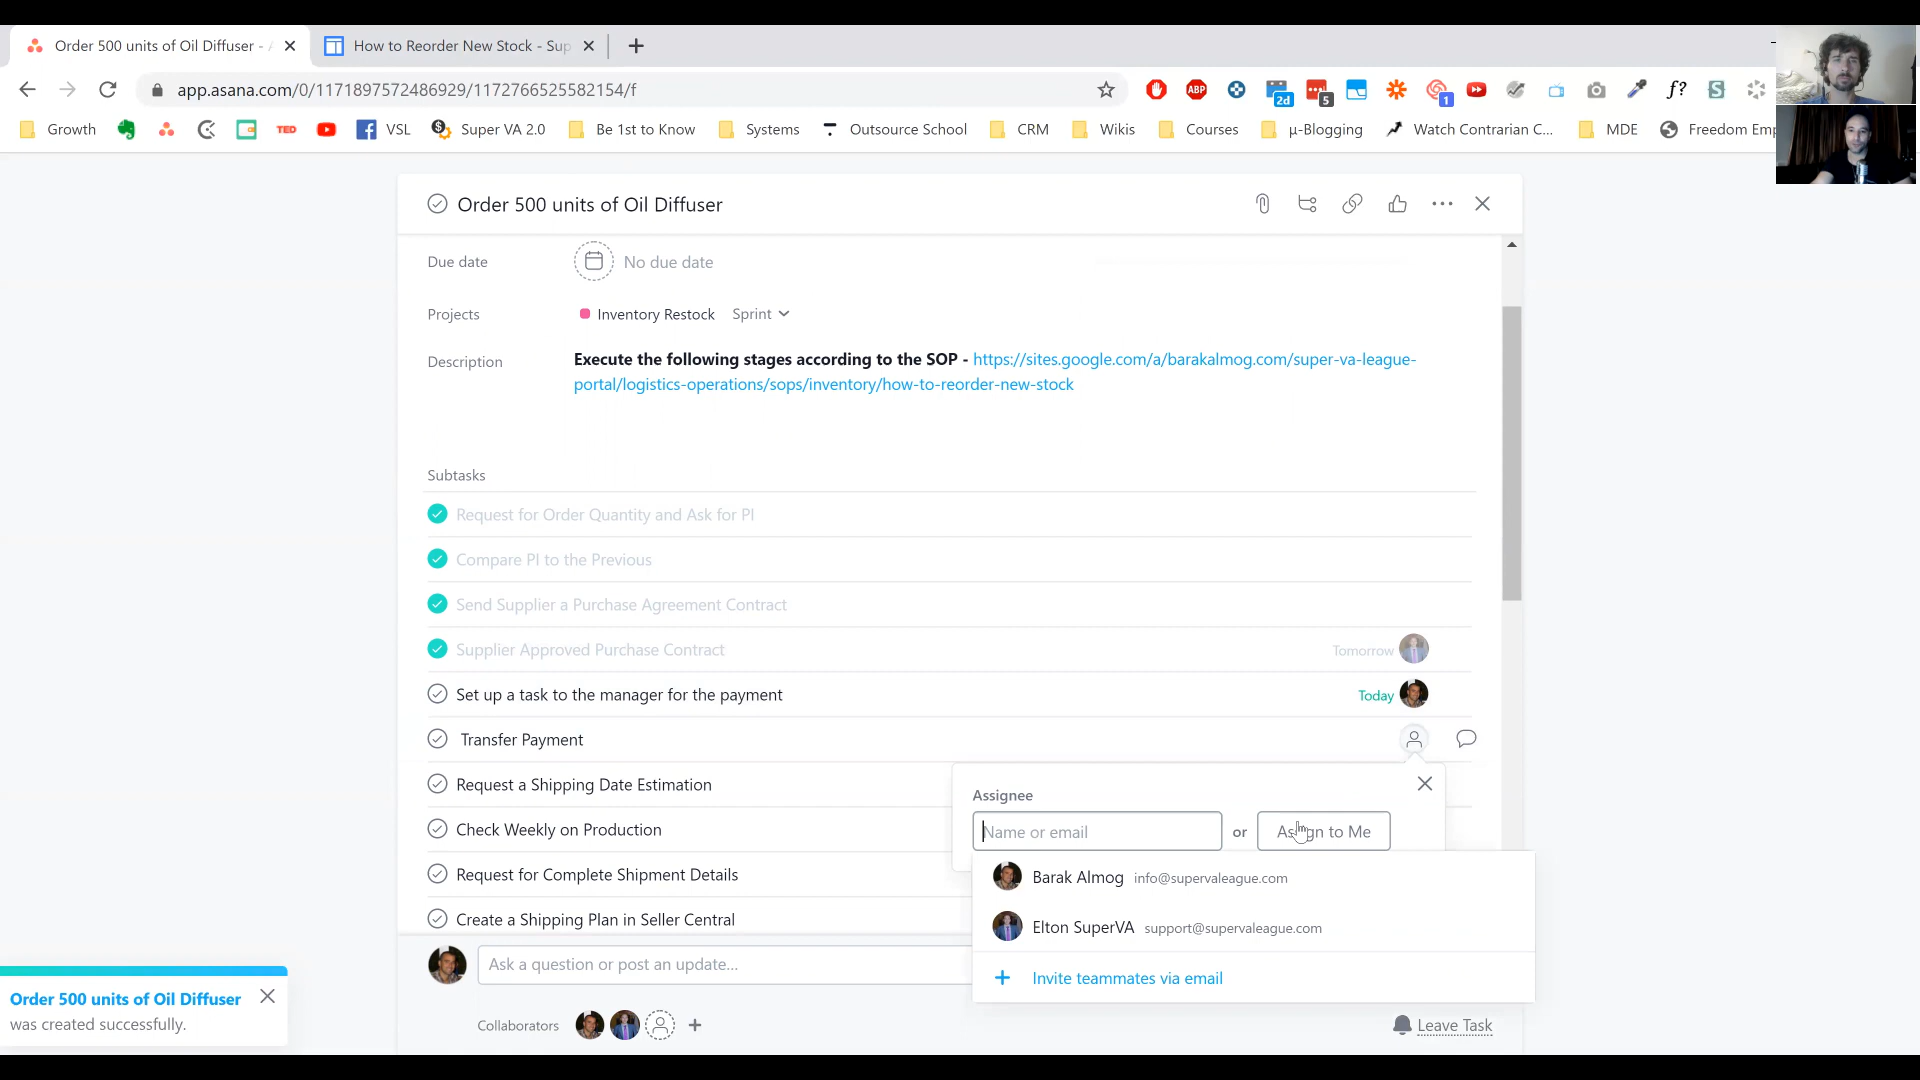 Order 500 units of Oil Diffuser - A
How to Reorder New Stock - Sup
app.asana.com/0/1171897572486929/1172766525582154/f
ABP
2d
5
1
f?
S
Growth
TED
VSL
Super VA 2.0
Be 1st to Know
Systems
Outsource School
CRM
Wikis
Courses
µ-Blogging
Watch Contrarian C...
MDE
Freedom Emp
Order 500 units of Oil Diffuser
Due date
No due date
Projects
Inventory Restock
Sprint
Description
Execute the following stages according to the SOP - https://sites.google.com/a/barakalmog.com/super-va-league-
portal/logistics-operations/sops/inventory/how-to-reorder-new-stock
Subtasks
Request for Order Quantity and Ask for PI
Compare PI to the Previous
Send Supplier a Purchase Agreement Contract
Supplier Approved Purchase Contract
Tomorrow
Set up a task to the manager for the payment
Today
Transfer Payment
Request a Shipping Date Estimation
Check Weekly on Production
Request for Complete Shipment Details
Create a Shipping Plan in Seller Central
Assignee
Name or email
or
Assign to Me
Barak Almog info@supervaleague.com
Elton SuperVA support@supervaleague.com
Invite teammates via email
Ask a question or post an update...
Collaborators
Leave Task
Order 500 units of Oil Diffuser
was created successfully.